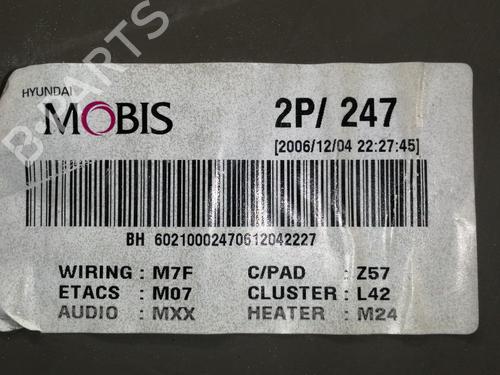 HYUNDAI
MOBIS
2P/ 247
[2006/12/04 22:27:45]
BH 60210002470612042227
WIRING : M7F C/PAD : Z57
ETACS : M07 CLUSTER : L42
AUDIO : MXX HEATER : M24
B-PARTS